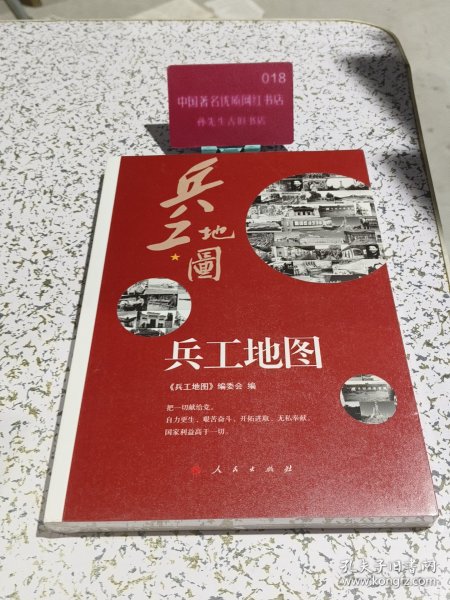 018
中国著名优质网红书店
孙先生古旧书店
兵工地圖
兵工地图
《兵工地图》编委会 编
把一切献给党。
自力更生、艰苦奋斗、开拓进取、无私奉献。
国家利益高于一切。
人民出版社
孔夫子旧书网
www.kongfz.com